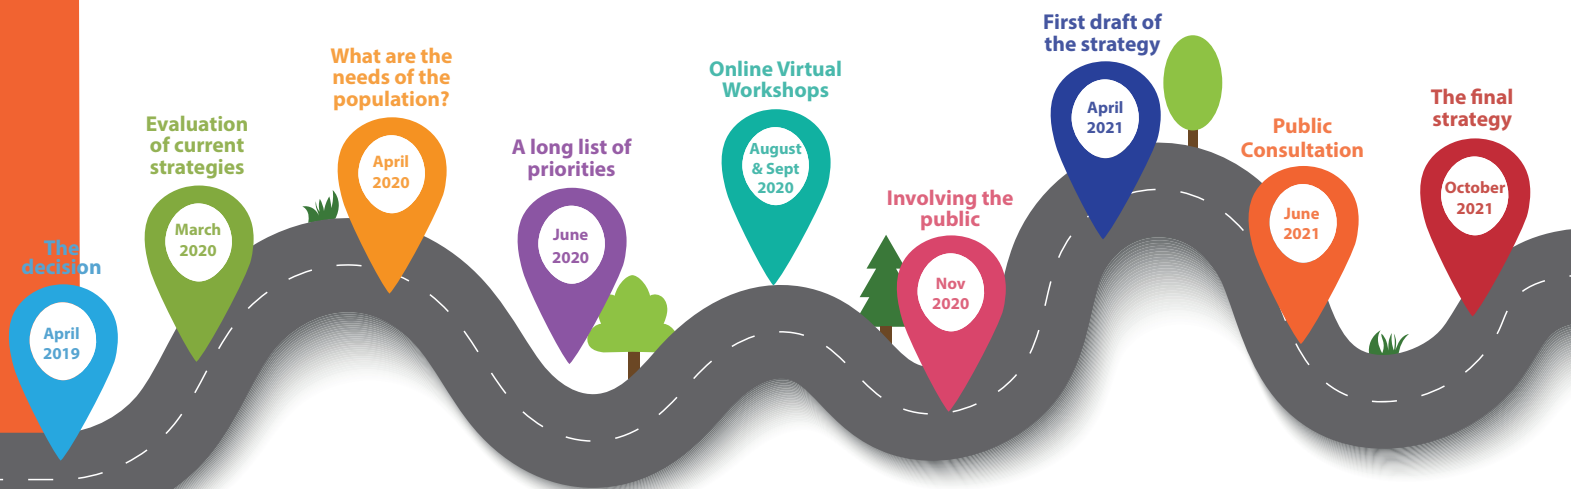 The
decision
April
2019
Evaluation
of current
strategies
March
2020
What are the
needs of the
population?
April
2020
A long list of
priorities
June
2020
Online Virtual
Workshops
August
& Sept
2020
Involving the
public
Nov
2020
First draft of
the strategy
April
2021
Public
Consultation
June
2021
The final
strategy
October
2021